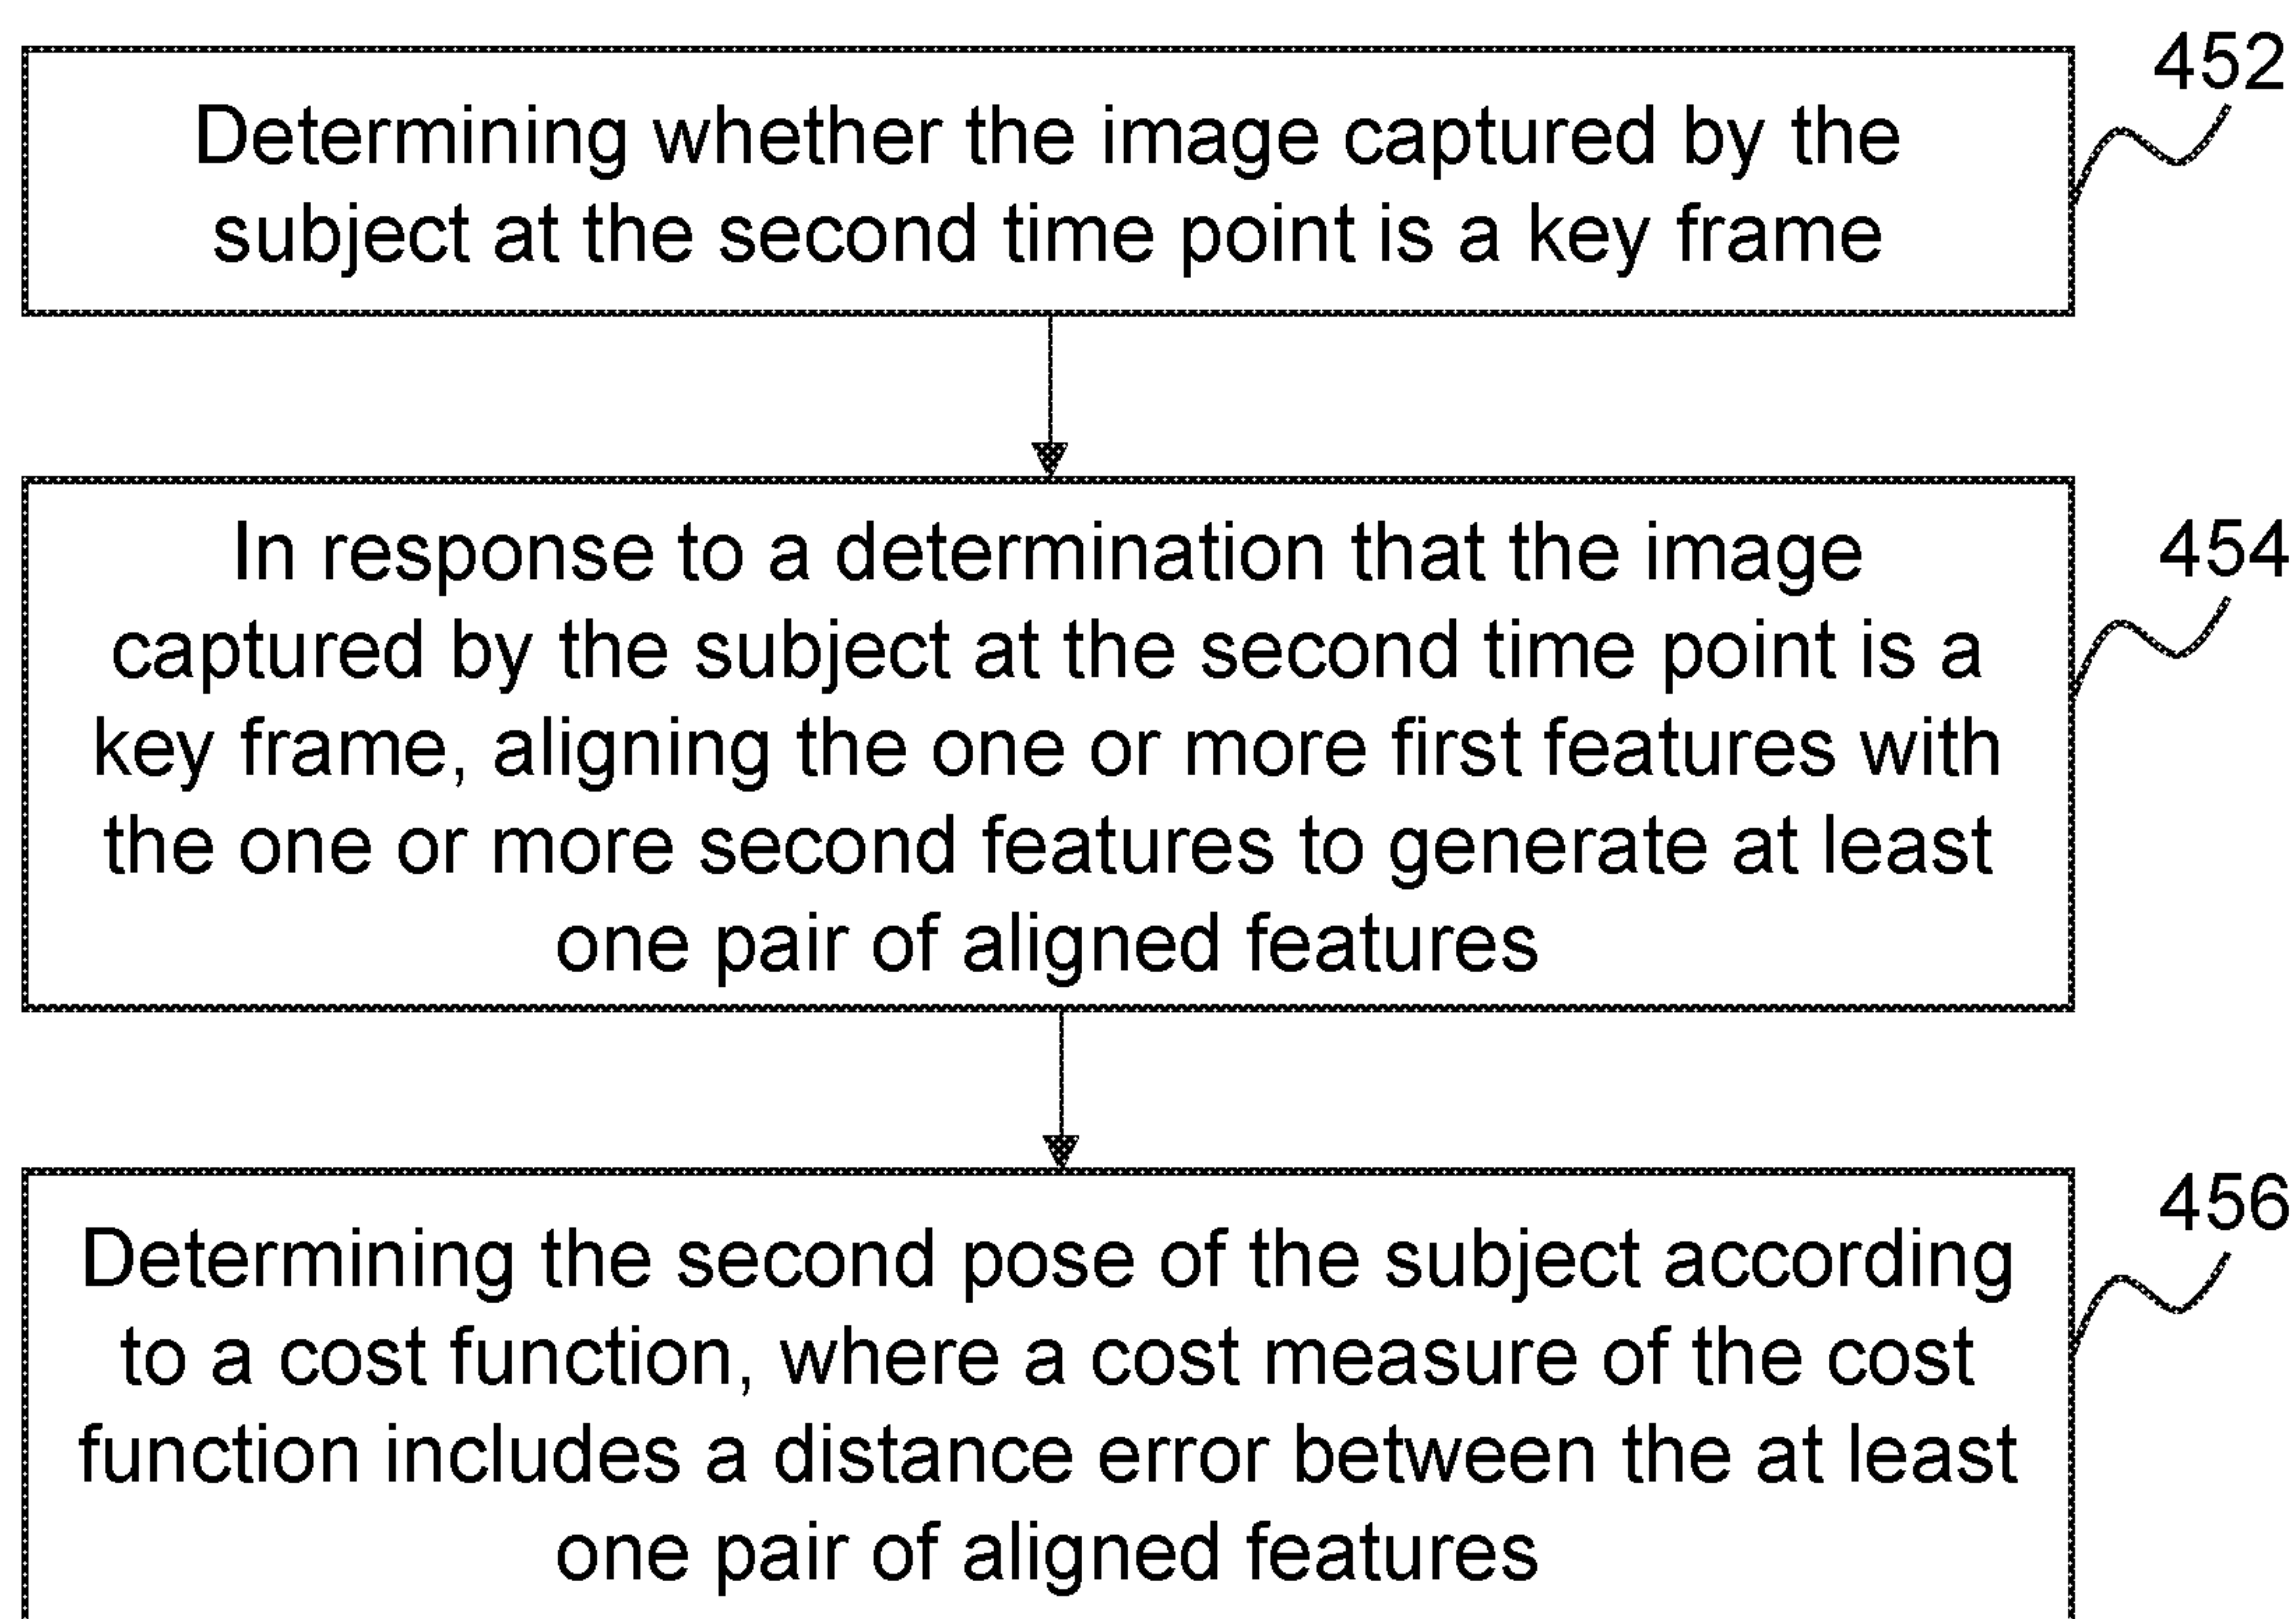 452
Determining whether the image captured by the
subject at the second time point is a key frame
454
In response to a determination that the image
captured by the subject at the second time point is a
key frame, aligning the one or more first features with
the one or more second features to generate at least
one pair of aligned features
456
Determining the second pose of the subject according
to a cost function, where a cost measure of the cost
function includes a distance error between the at least
one pair of aligned features